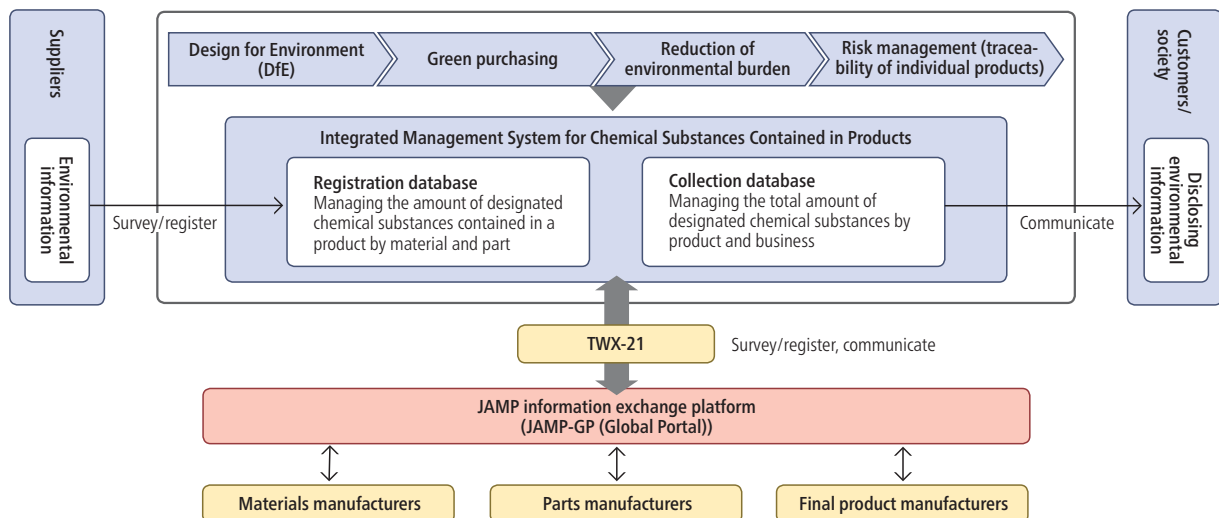 Suppliers
Environmental
information
Survey/register
Design for Environment
(DfE)
Green purchasing
Reduction of
environmental burden
Risk management (tracea-
bility of individual products)
Integrated Management System for Chemical Substances Contained in Products
Registration database
Managing the amount of designated
chemical substances contained in a
product by material and part
Collection database
Managing the total amount of
designated chemical substances by
product and business
Communicate
Customers/
society
Disclosing
environmental
information
TWX-21
Survey/register, communicate
JAMP information exchange platform
(JAMP-GP (Global Portal))
Materials manufacturers
Parts manufacturers
Final product manufacturers